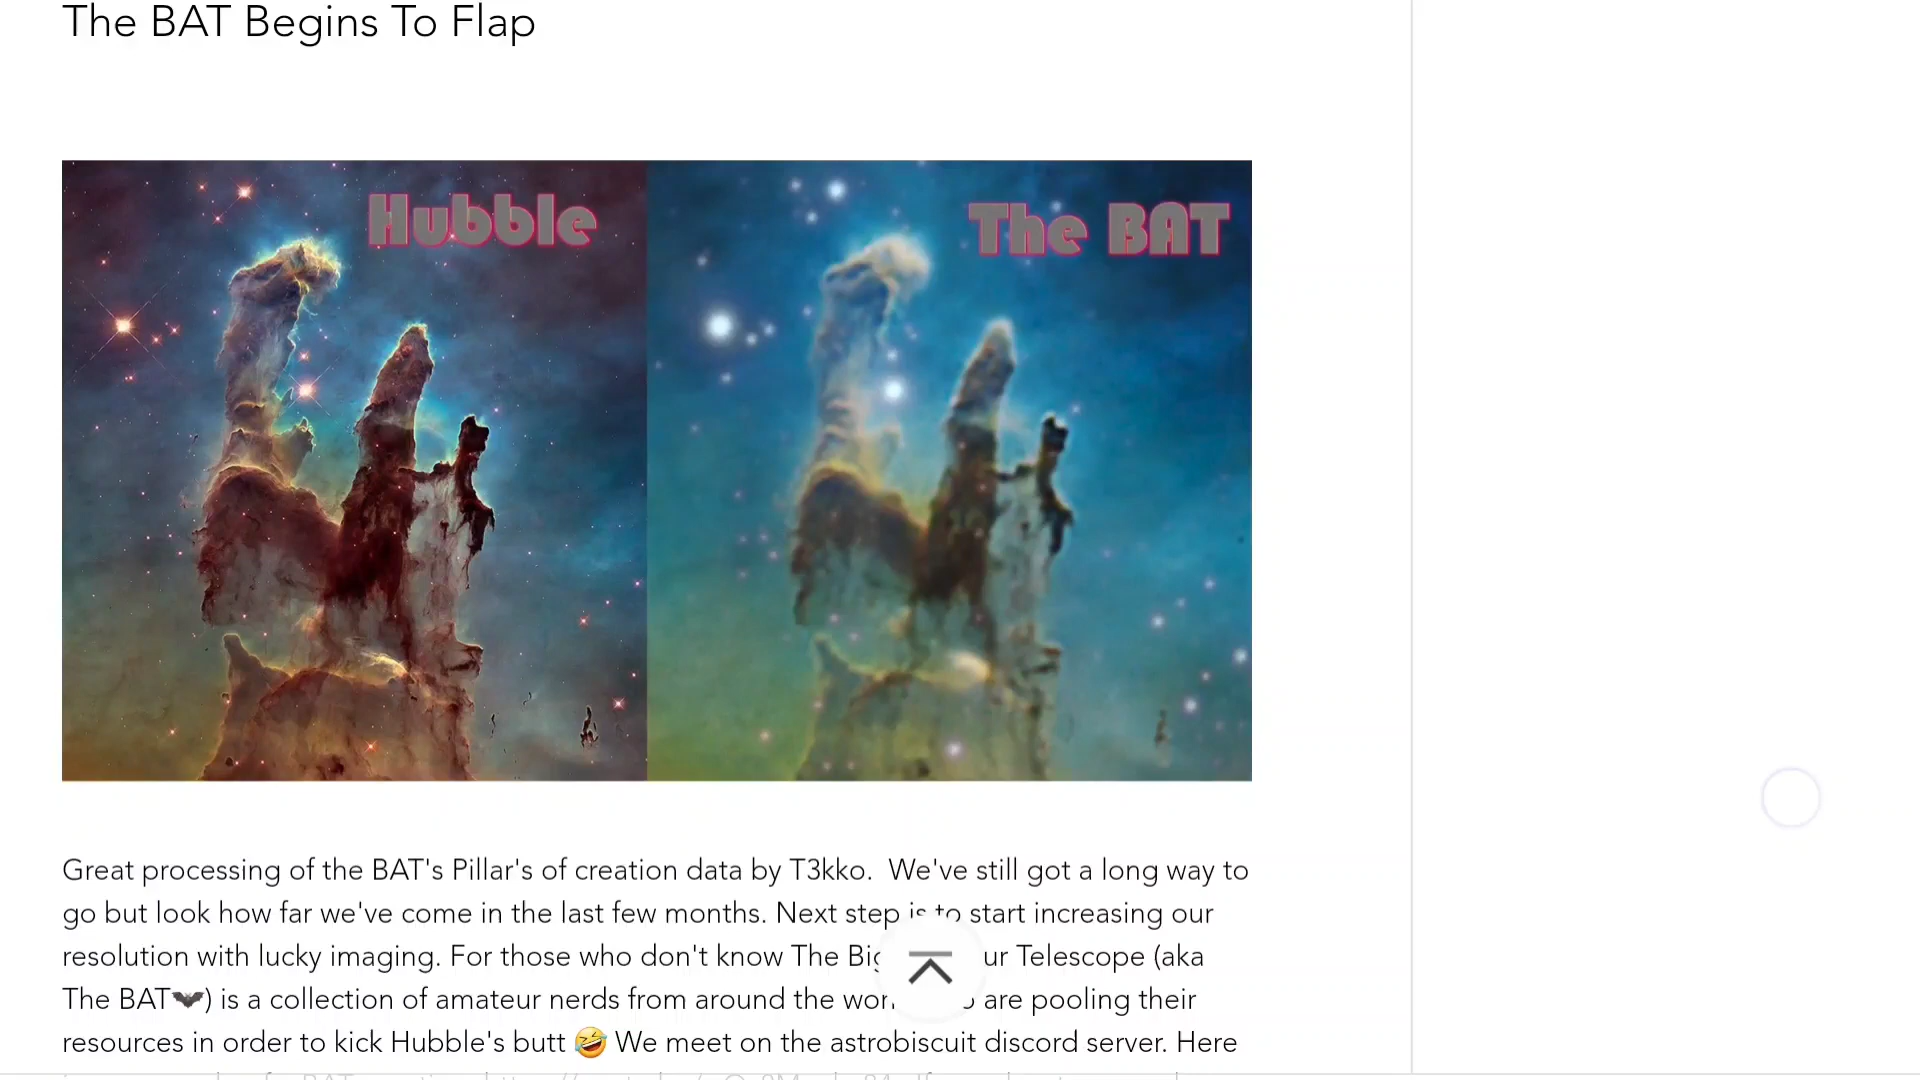 The BAT Begins To Flap
Hubble
The BAT
Great processing of the BAT's Pillar's of creation data by T3kko.  We've still got a long way to
go but look how far we've come in the last few months. Next step is to start increasing our
resolution with lucky imaging. For those who don't know The Big ur Telescope (aka
The BAT🦇) is a collection of amateur nerds from around the are pooling their
resources in order to kick Hubble's butt 🤣 We meet on the astrobiscuit discord server. Here